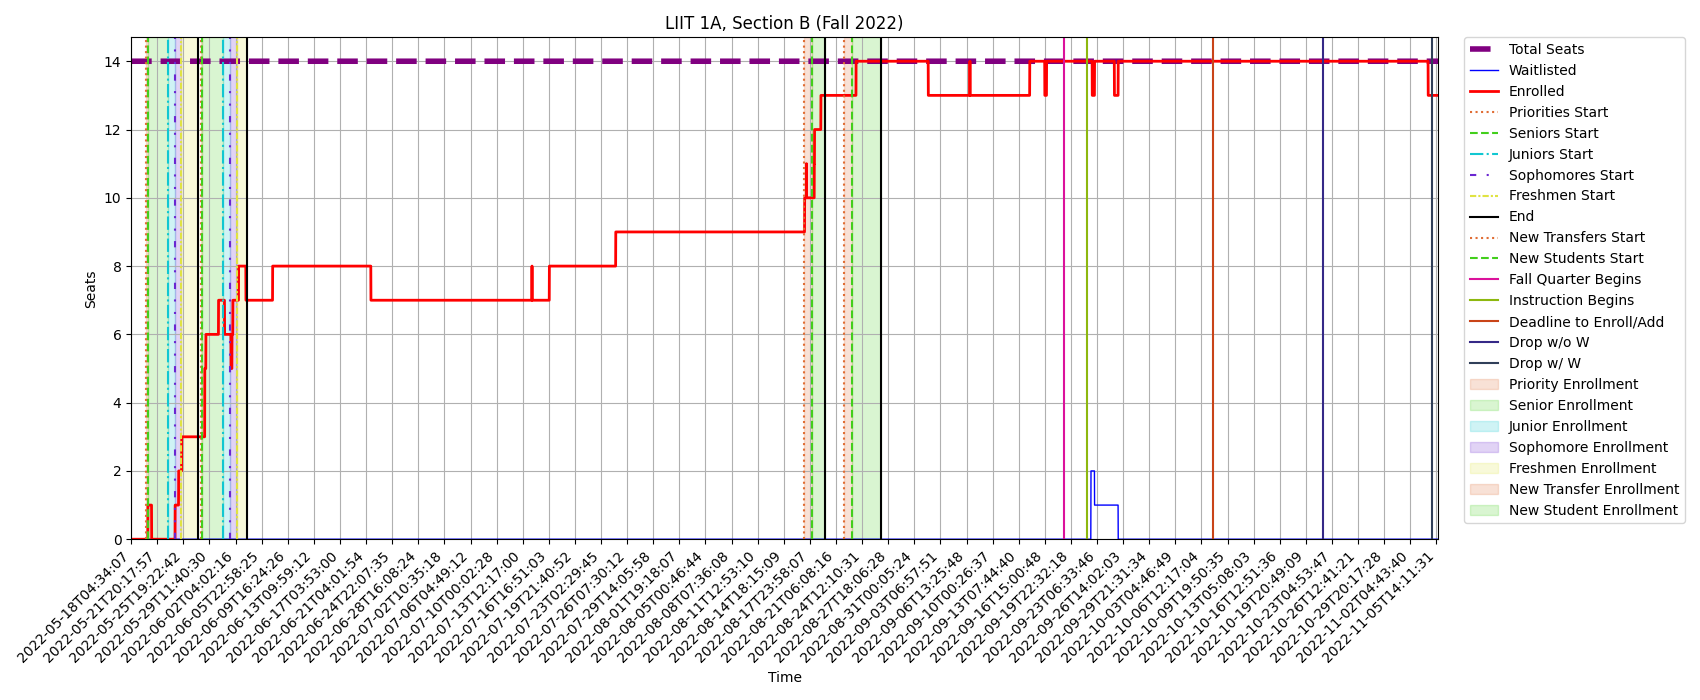 LIIT 1A, Section B (Fall 2022)
Seats
14
12
10
8
6
4
2
0
2022-05-18T04:34:07
2022-05-21T20:17:57
2022-05-25T19:22:42
2022-05-29T11:40:30
2022-06-02T04:02:16
2022-06-05T22:58:25
2022-06-09T16:24:26
2022-06-13T09:59:12
2022-06-17T03:53:00
2022-06-21T04:01:54
2022-06-24T22:07:35
2022-06-28T16:08:24
2022-07-02T10:35:18
2022-07-06T04:49:12
2022-07-10T00:02:28
2022-07-13T12:17:00
2022-07-16T16:51:03
2022-07-19T21:40:52
2022-07-23T02:29:45
2022-07-26T07:30:12
2022-07-29T14:05:58
2022-08-01T19:18:07
2022-08-05T00:46:44
2022-08-08T07:36:08
2022-08-11T12:53:10
2022-08-14T18:15:09
2022-08-17T23:58:07
2022-08-21T06:08:16
2022-08-24T12:10:31
2022-08-27T18:06:28
2022-08-31T00:05:24
2022-09-03T06:57:51
2022-09-06T13:25:48
2022-09-10T00:26:37
2022-09-13T07:44:40
2022-09-16T15:00:48
2022-09-19T22:32:18
2022-09-23T06:33:46
2022-09-26T14:02:03
2022-09-29T21:31:34
2022-10-03T04:46:49
2022-10-06T12:17:04
2022-10-09T19:50:35
2022-10-13T05:08:03
2022-10-16T12:51:36
2022-10-19T20:49:09
2022-10-23T04:53:47
2022-10-26T12:41:21
2022-10-29T20:17:28
2022-11-02T04:43:40
2022-11-05T14:11:31
Time
Total Seats
Waitlisted
Enrolled
Priorities Start
Seniors Start
Juniors Start
Sophomores Start
Freshmen Start
End
New Transfers Start
New Students Start
Fall Quarter Begins
Instruction Begins
Deadline to Enroll/Add
Drop w/o W
Drop w/ W
Priority Enrollment
Senior Enrollment
Junior Enrollment
Sophomore Enrollment
Freshmen Enrollment
New Transfer Enrollment
New Student Enrollment